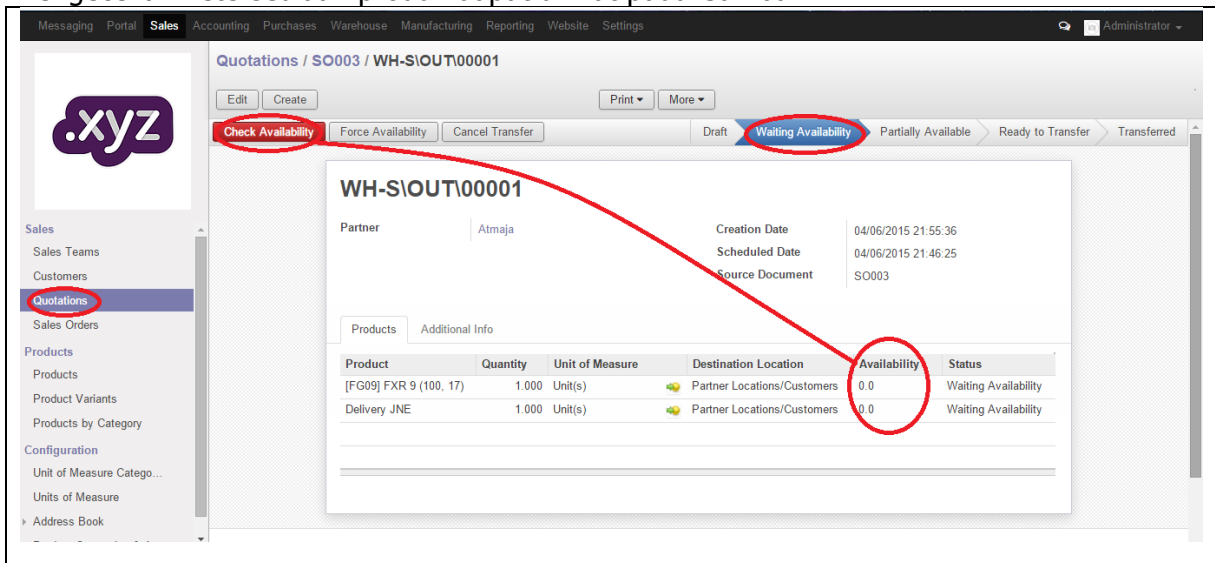 Messaging Portal Sales Accounting Purchases Warehouse Manufacturing Reporting Website Settings Administrator
.xyz
Quotations / SO003 / WH-S\OUT\00001
Edit Create Print More
Check Availability Force Availability Cancel Transfer Draft Waiting Availability Partially Available Ready to Transfer Transferred
WH-S\OUT\00001
Partner Atmaja
Creation Date 04/06/2015 21:55:36
Scheduled Date 04/06/2015 21:46:25
Source Document SO003
Products Additional Info
Product Quantity Unit of Measure Destination Location Availability Status
[FG09] FXR 9 (100, 17) 1.000 Unit(s) Partner Locations/Customers 0.0 Waiting Availability
Delivery JNE 1.000 Unit(s) Partner Locations/Customers 0.0 Waiting Availability
Sales
Sales Teams
Customers
Quotations
Sales Orders
Products
Products
Product Variants
Products by Category
Configuration
Unit of Measure Catego...
Units of Measure
Address Book